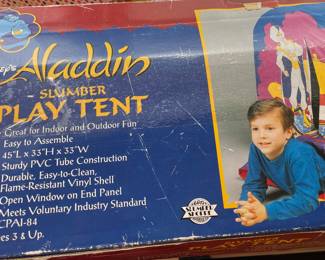 Aladdin
SLUMBER
PLAY TENT
Great for Indoor and Outdoor Fun
Easy to Assemble
45"L x 33"H x 33"W
Sturdy PVC Tube Construction
Durable, Easy-to-Clean,
Flame-Resistant Vinyl Shell
Open Window on End Panel
Meets Voluntary Industry Standard
CPAI-84
& Up.
SLUMBER
SHOPPE